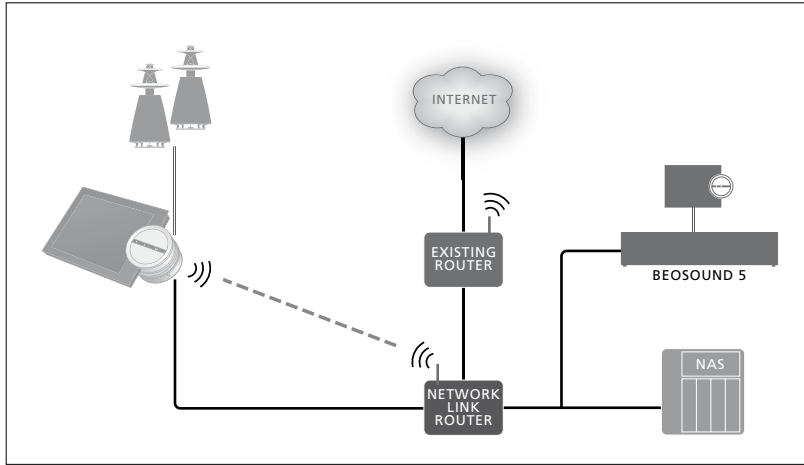 INTERNET
EXISTING
ROUTER
BEOSOUND 5
NAS
NETWORK
LINK
ROUTER